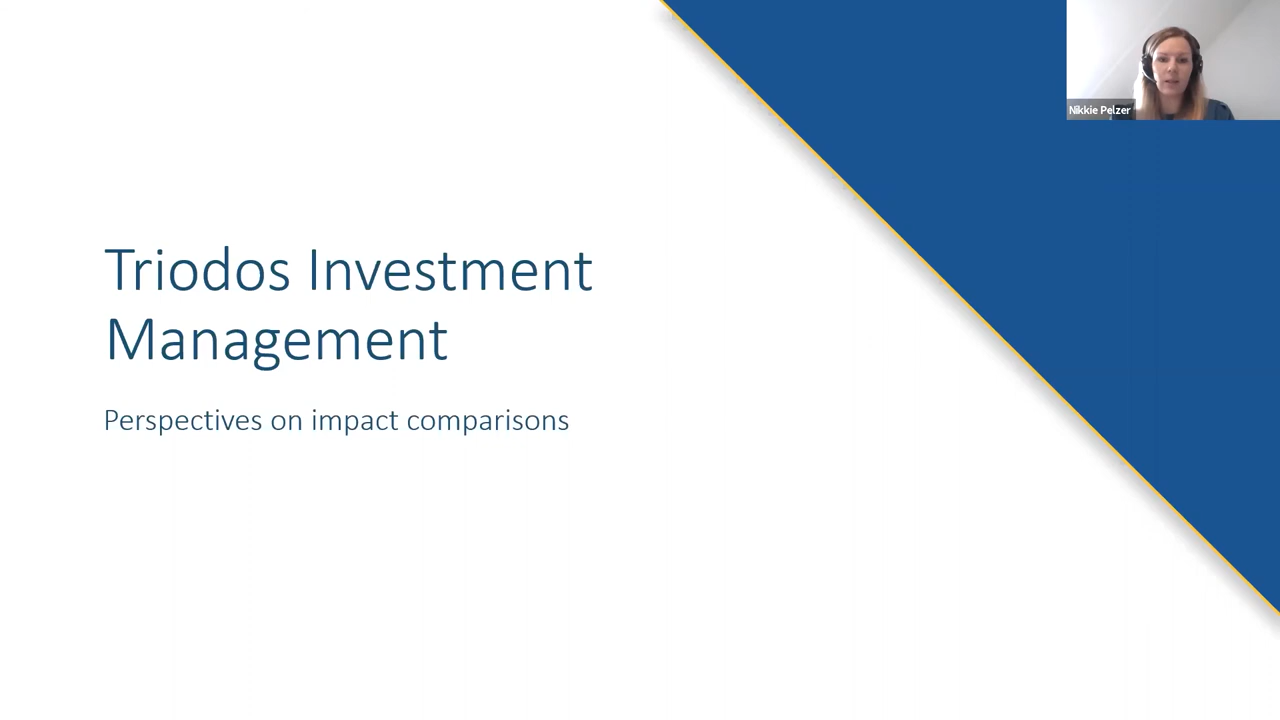 Nikkie Pelzer
Triodos Investment
Management
Perspectives on impact comparisons